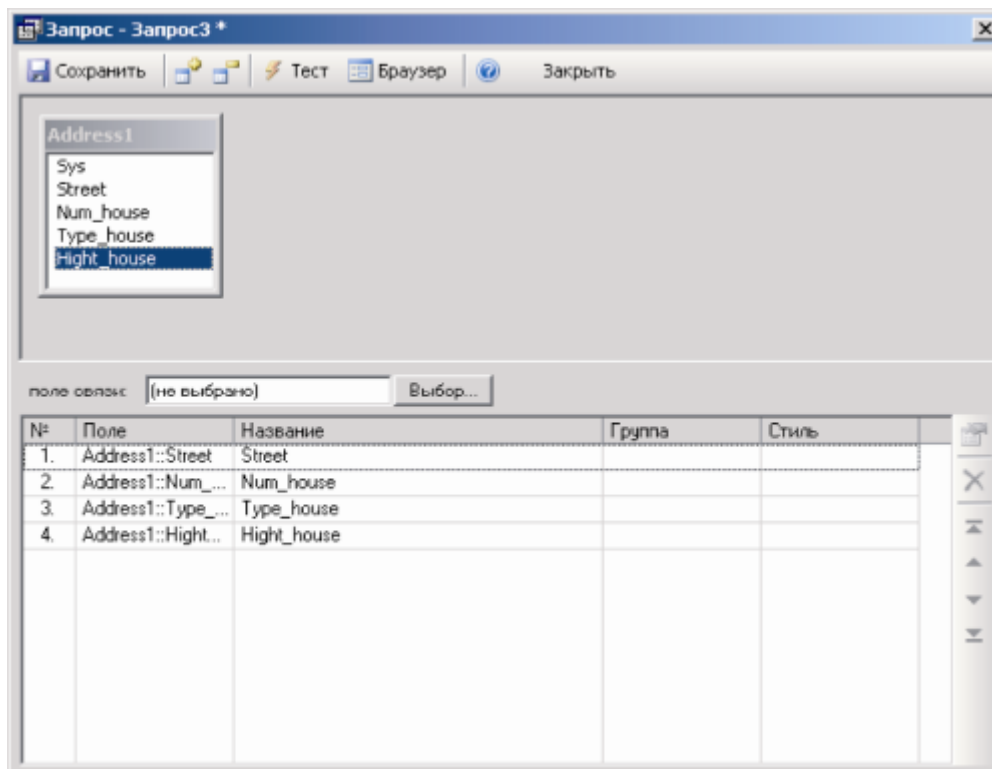 Запрос - Запрос3 *
Сохранить Тест Браузер Закрыть
Address1
Sys
Street
Num_house
Type_house
Hight_house
поле связи: (не выбрано) Выбор...
№ Поле Название Группа Стиль
1. Address1::Street Street
2. Address1::Num_... Num_house
3. Address1::Type_... Type_house
4. Address1::Hight... Hight_house